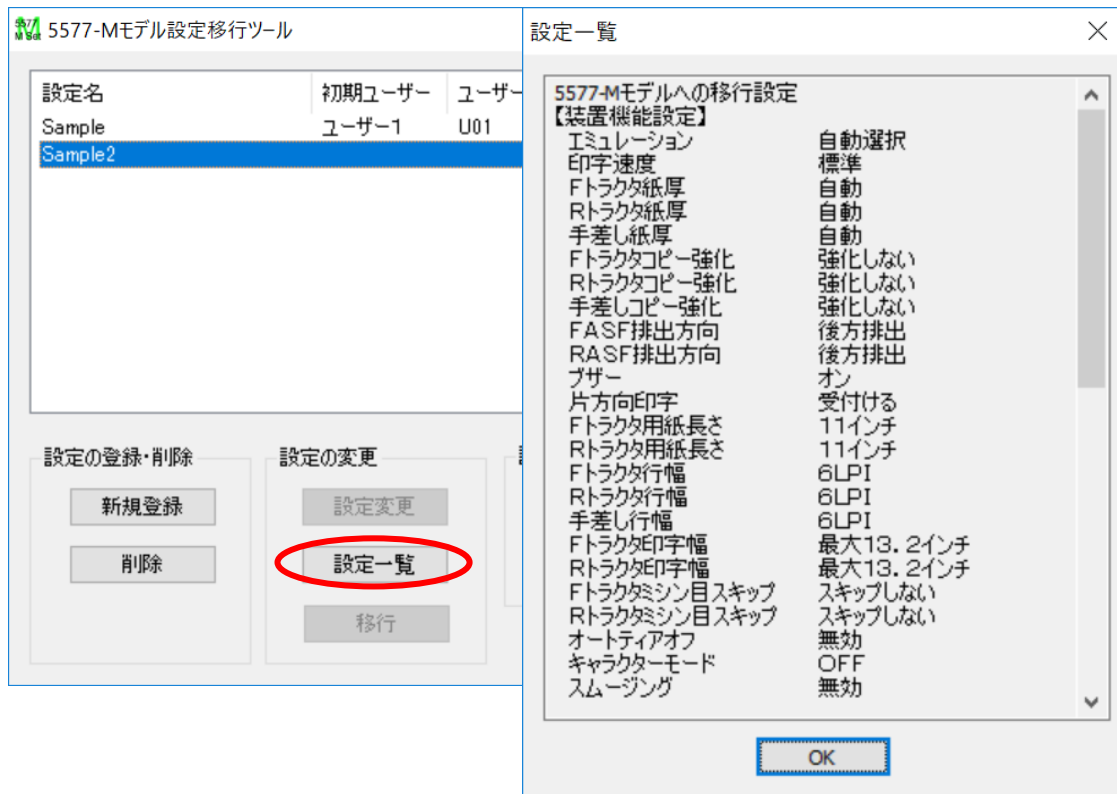 5577-Mモデル設定移行ツール
設定名 初期ユーザー ユーザー
Sample ユーザー1 U01
Sample2
設定の登録・削除
新規登録
削除
設定の変更
設定変更
設定一覧
移行
設定一覧
5577-Mモデルへの移行設定
【装置機能設定】
エミュレーション 自動選択
印字速度 標準
Fトラクタ紙厚 自動
Rトラクタ紙厚 自動
手差し紙厚 自動
Fトラクタコピー強化 強化しない
Rトラクタコピー強化 強化しない
手差しコピー強化 強化しない
FASF排出方向 後方排出
RASF排出方向 後方排出
ブザー オン
片方向印字 受付ける
Fトラクタ用紙長さ 11インチ
Rトラクタ用紙長さ 11インチ
Fトラクタ行幅 6LPI
Rトラクタ行幅 6LPI
手差し行幅 6LPI
Fトラクタ印字幅 最大13.2インチ
Rトラクタ印字幅 最大13.2インチ
Fトラクタミシン目スキップ スキップしない
Rトラクタミシン目スキップ スキップしない
オートティアオフ 無効
キャラクターモード OFF
スムージング 無効
OK